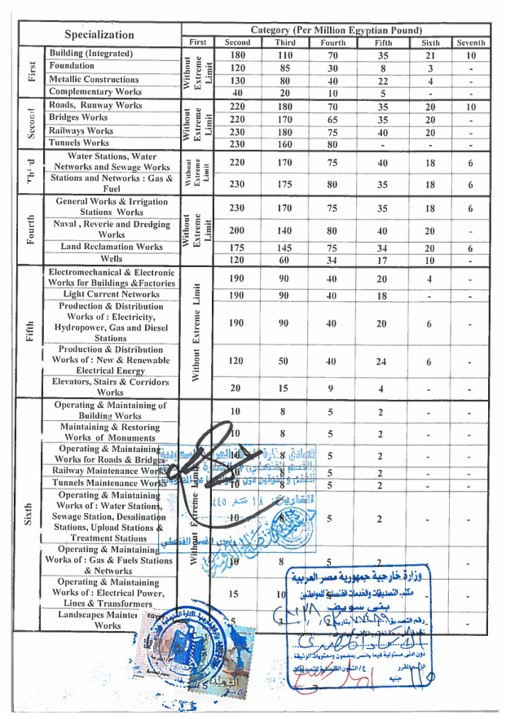 Specialization
Category (Per Million Egyptian Pound)
First Second Third Fourth Fifth Sixth Seventh
First
Without Extreme Limit
Building (Integrated) 180 110 70 35 21 10
Foundation 120 85 30 8 3 -
Metallic Constructions 130 80 40 22 4 -
Complementary Works 40 20 10 5 -
Second
Without Extreme Limit
Roads, Runway Works 220 180 70 35 20 10
Bridges Works 220 170 65 35 20
Railways Works 230 180 75 40 20
Tunnels Works 230 160 80 - - -
Without Extreme Limit
Water Stations, Water
Networks and Sewage Works 220 170 75 40 18 6
Stations and Networks : Gas &
Fuel 230 175 80 35 18 6
Fourth
Without Extreme Limit
General Works & Irrigation
Stations Works 230 170 75 35 18 6
Naval , Reverie and Dredging
Works 200 140 80 40 20 -
Land Reclamation Works 175 145 75 34 20 6
Wells 120 60 34 17 10 -
Fifth
Without Extreme Limit
Electromechanical & Electronic
Works for Buildings &Factories 190 90 40 20 4 -
Light Current Networks 190 90 40 18 - -
Production & Distribution
Works of : Electricity,
Hydropower, Gas and Diesel
Stations 190 90 40 20 6 -
Production & Distribution
Works of : New & Renewable
Electrical Energy 120 50 40 24 6 -
Elevators, Stairs & Corridors
Works 20 15 9 4 - -
Sixth
Without Extreme Limit
Operating & Maintaining of
Building Works 10 8 5 2 - -
Maintaining & Restoring
Works of Monuments 10 8 5 2 - -
Operating & Maintaining
Works for Roads & Bridges 10 8 5 2 - -
Railway Maintenance Works 8 5 2 - -
Tunnels Maintenance Works 8 5 2 - -
Operating & Maintaining
Works of : Water Stations,
Sewage Station, Desalination
Stations, Upload Stations &
Treatment Stations 10 8 5 2 - -
Operating & Maintaining
Works of : Gas & Fuels Stations
& Networks 10 8 5 2 - -
Operating & Maintaining
Works of : Electrical Power,
Lines & Transformers 15 10
Landscapes Mainte
Works 5
وزارة خارجية جمهورية مصر العربية
مكتب التصديقات والخدمات القنصلية للمواطنين
بنى سويف
دون أدنى مسئولية فيما يختص بمضمون ومحتويات الوثيقة
جنيه